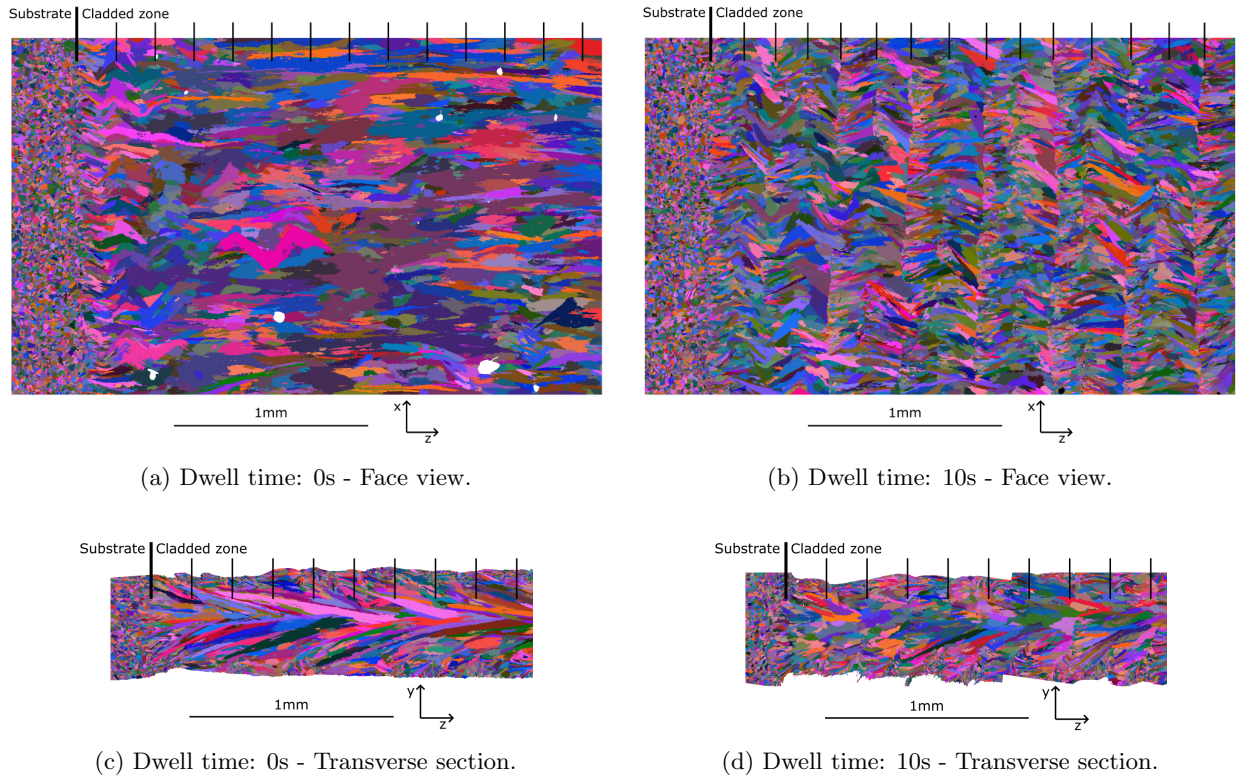 Substrate Cladded zone
Substrate Cladded zone
1mm
x
z
1mm
x
z
(a) Dwell time: 0s - Face view.
(b) Dwell time: 10s - Face view.
Substrate Cladded zone
Substrate Cladded zone
1mm
y
z
1mm
y
z
(c) Dwell time: 0s - Transverse section.
(d) Dwell time: 10s - Transverse section.